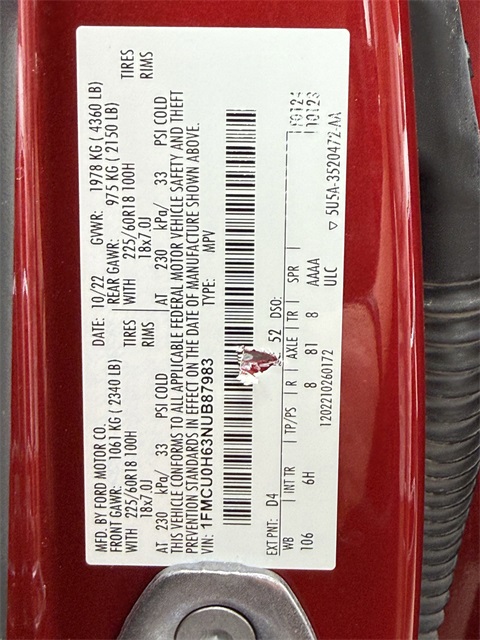 MFD. BY FORD MOTOR CO.
DATE: 10/22 GVWR: 1978 KG ( 4360 LB)
FRONT GAWR: 1061 KG ( 2340 LB)
REAR GAWR: 975 KG ( 2150 LB)
WITH 225/60R18 100H TIRES
WITH 225/60R18 100H TIRES
18x7.0J RIMS
18x7.0J RIMS
AT 230 kPa/ 33 PSI COLD
AT 230 kPa/ 33 PSI COLD
THIS VEHICLE CONFORMS TO ALL APPLICABLE FEDERAL MOTOR VEHICLE SAFETY AND THEFT
PREVENTION STANDARDS IN EFFECT ON THE DATE OF MANUFACTURE SHOWN ABOVE.
VIN: 1FMCU0H63NUB87983 TYPE: MPV
EXT PNT: D4 52 DSO:
WB INT TR TP/PS R AXLE TR SPR
106 6H 8 81 8 AAAA
1202210260172 ULC
5U5A-3520472-AA